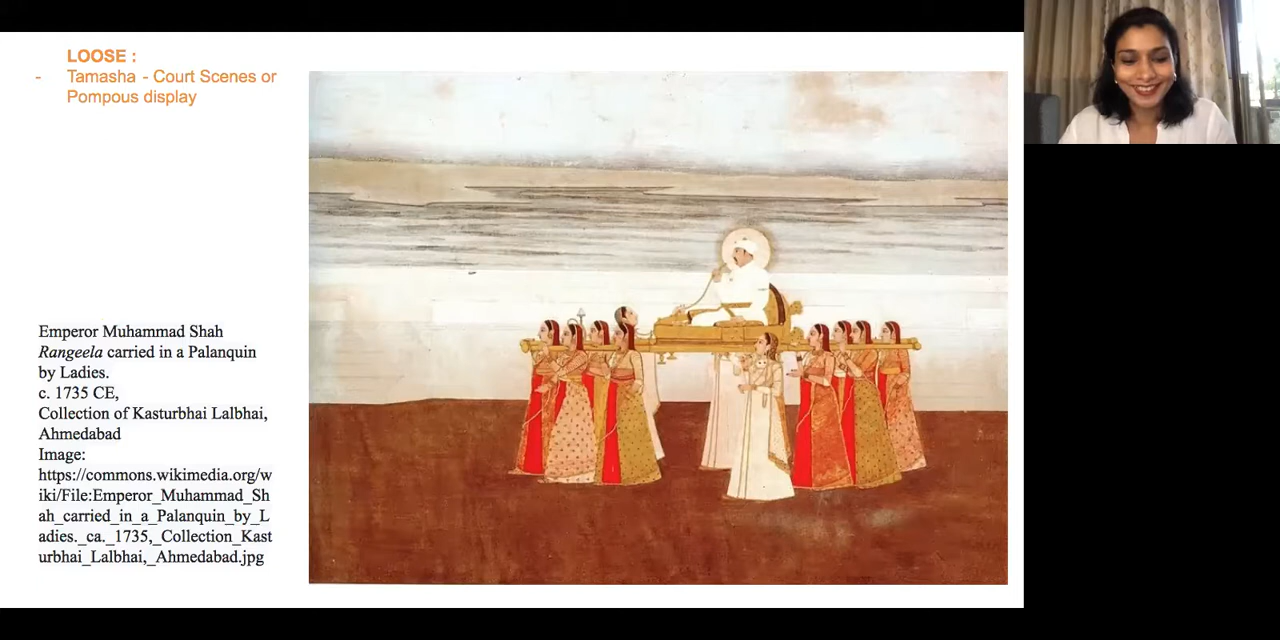 LOOSE :
- Tamasha - Court Scenes or
Pompous display
Emperor Muhammad Shah
Rangeela carried in a Palanquin
by Ladies.
c. 1735 CE,
Collection of Kasturbhai Lalbhai,
Ahmedabad
Image:
https://commons.wikimedia.org/w
iki/File:Emperor_Muhammad_Sh
ah_carried_in_a_Palanquin_by_L
adies._ca._1735,_Collection_Kast
urbhai_Lalbhai,_Ahmedabad.jpg